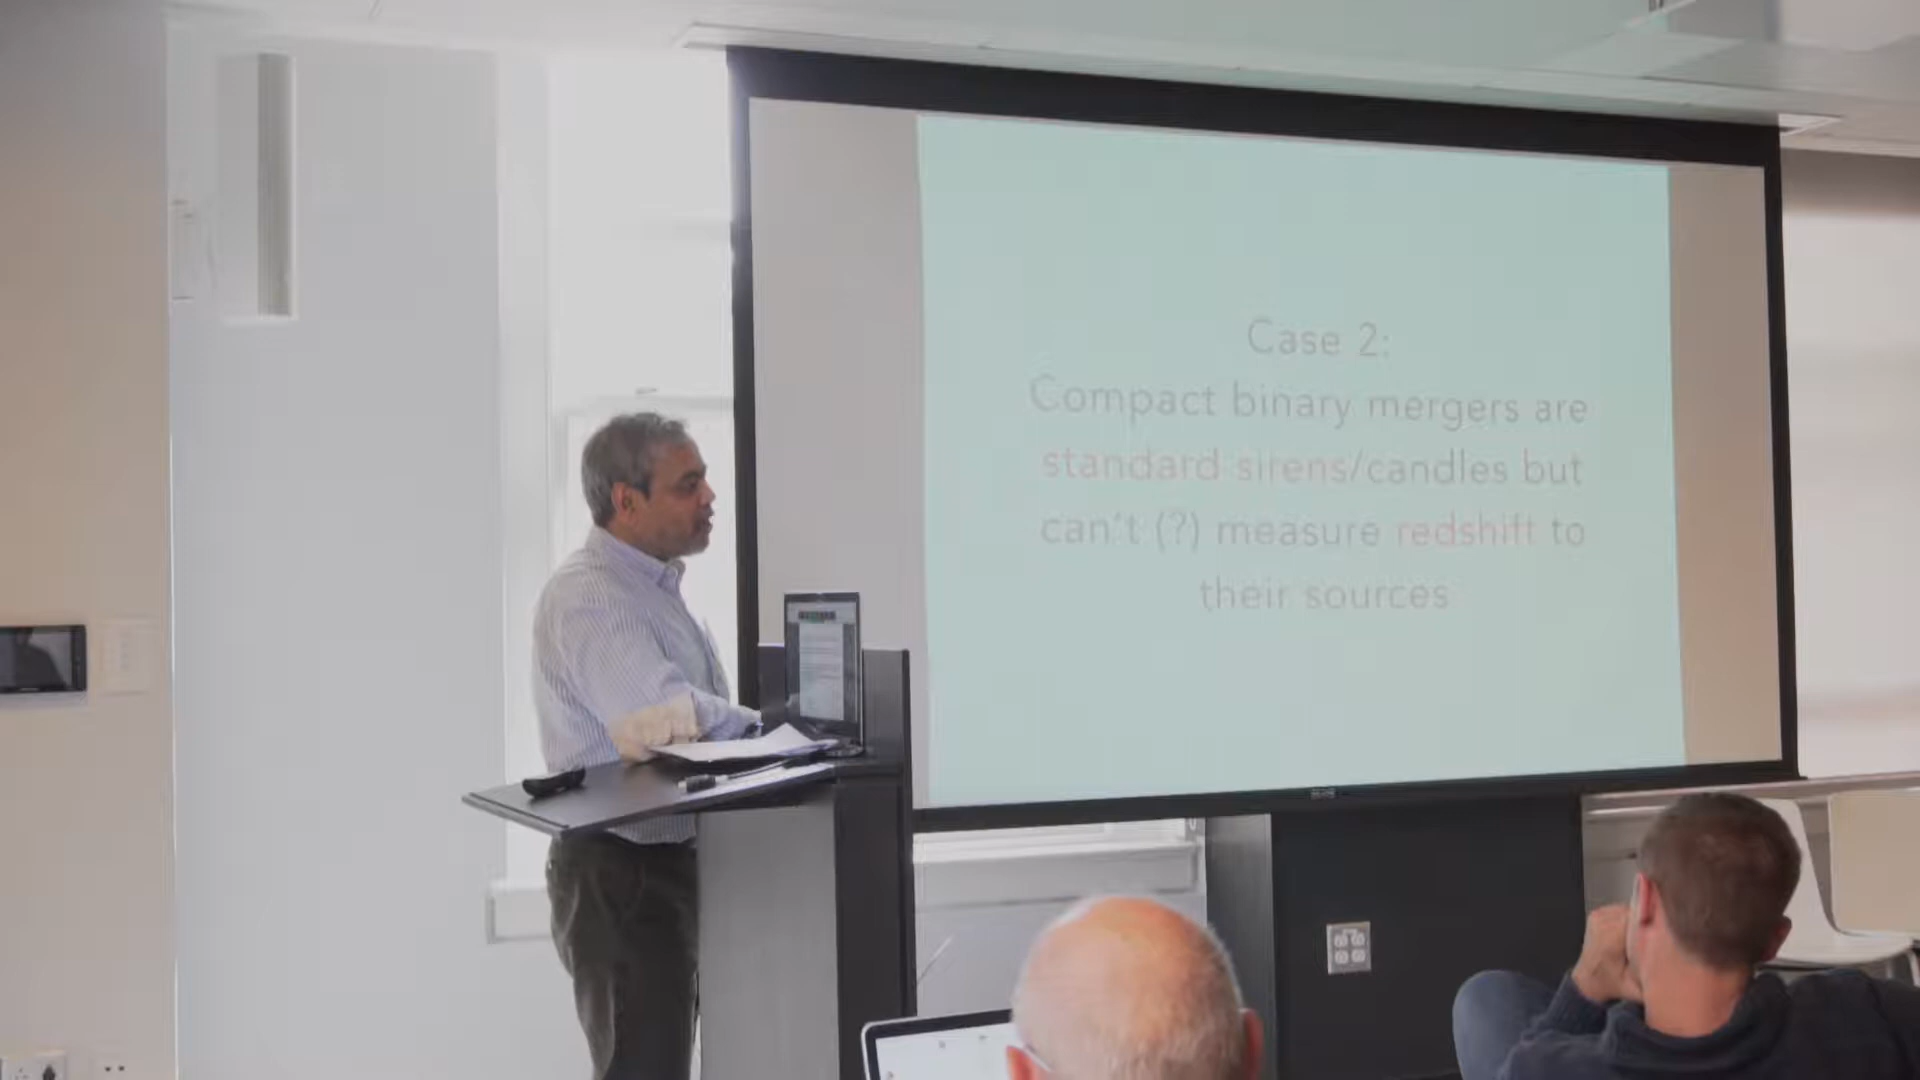 Case 2:
Compact binary mergers are
standard sirens/candles but
can't (?) measure redshift to
their sources